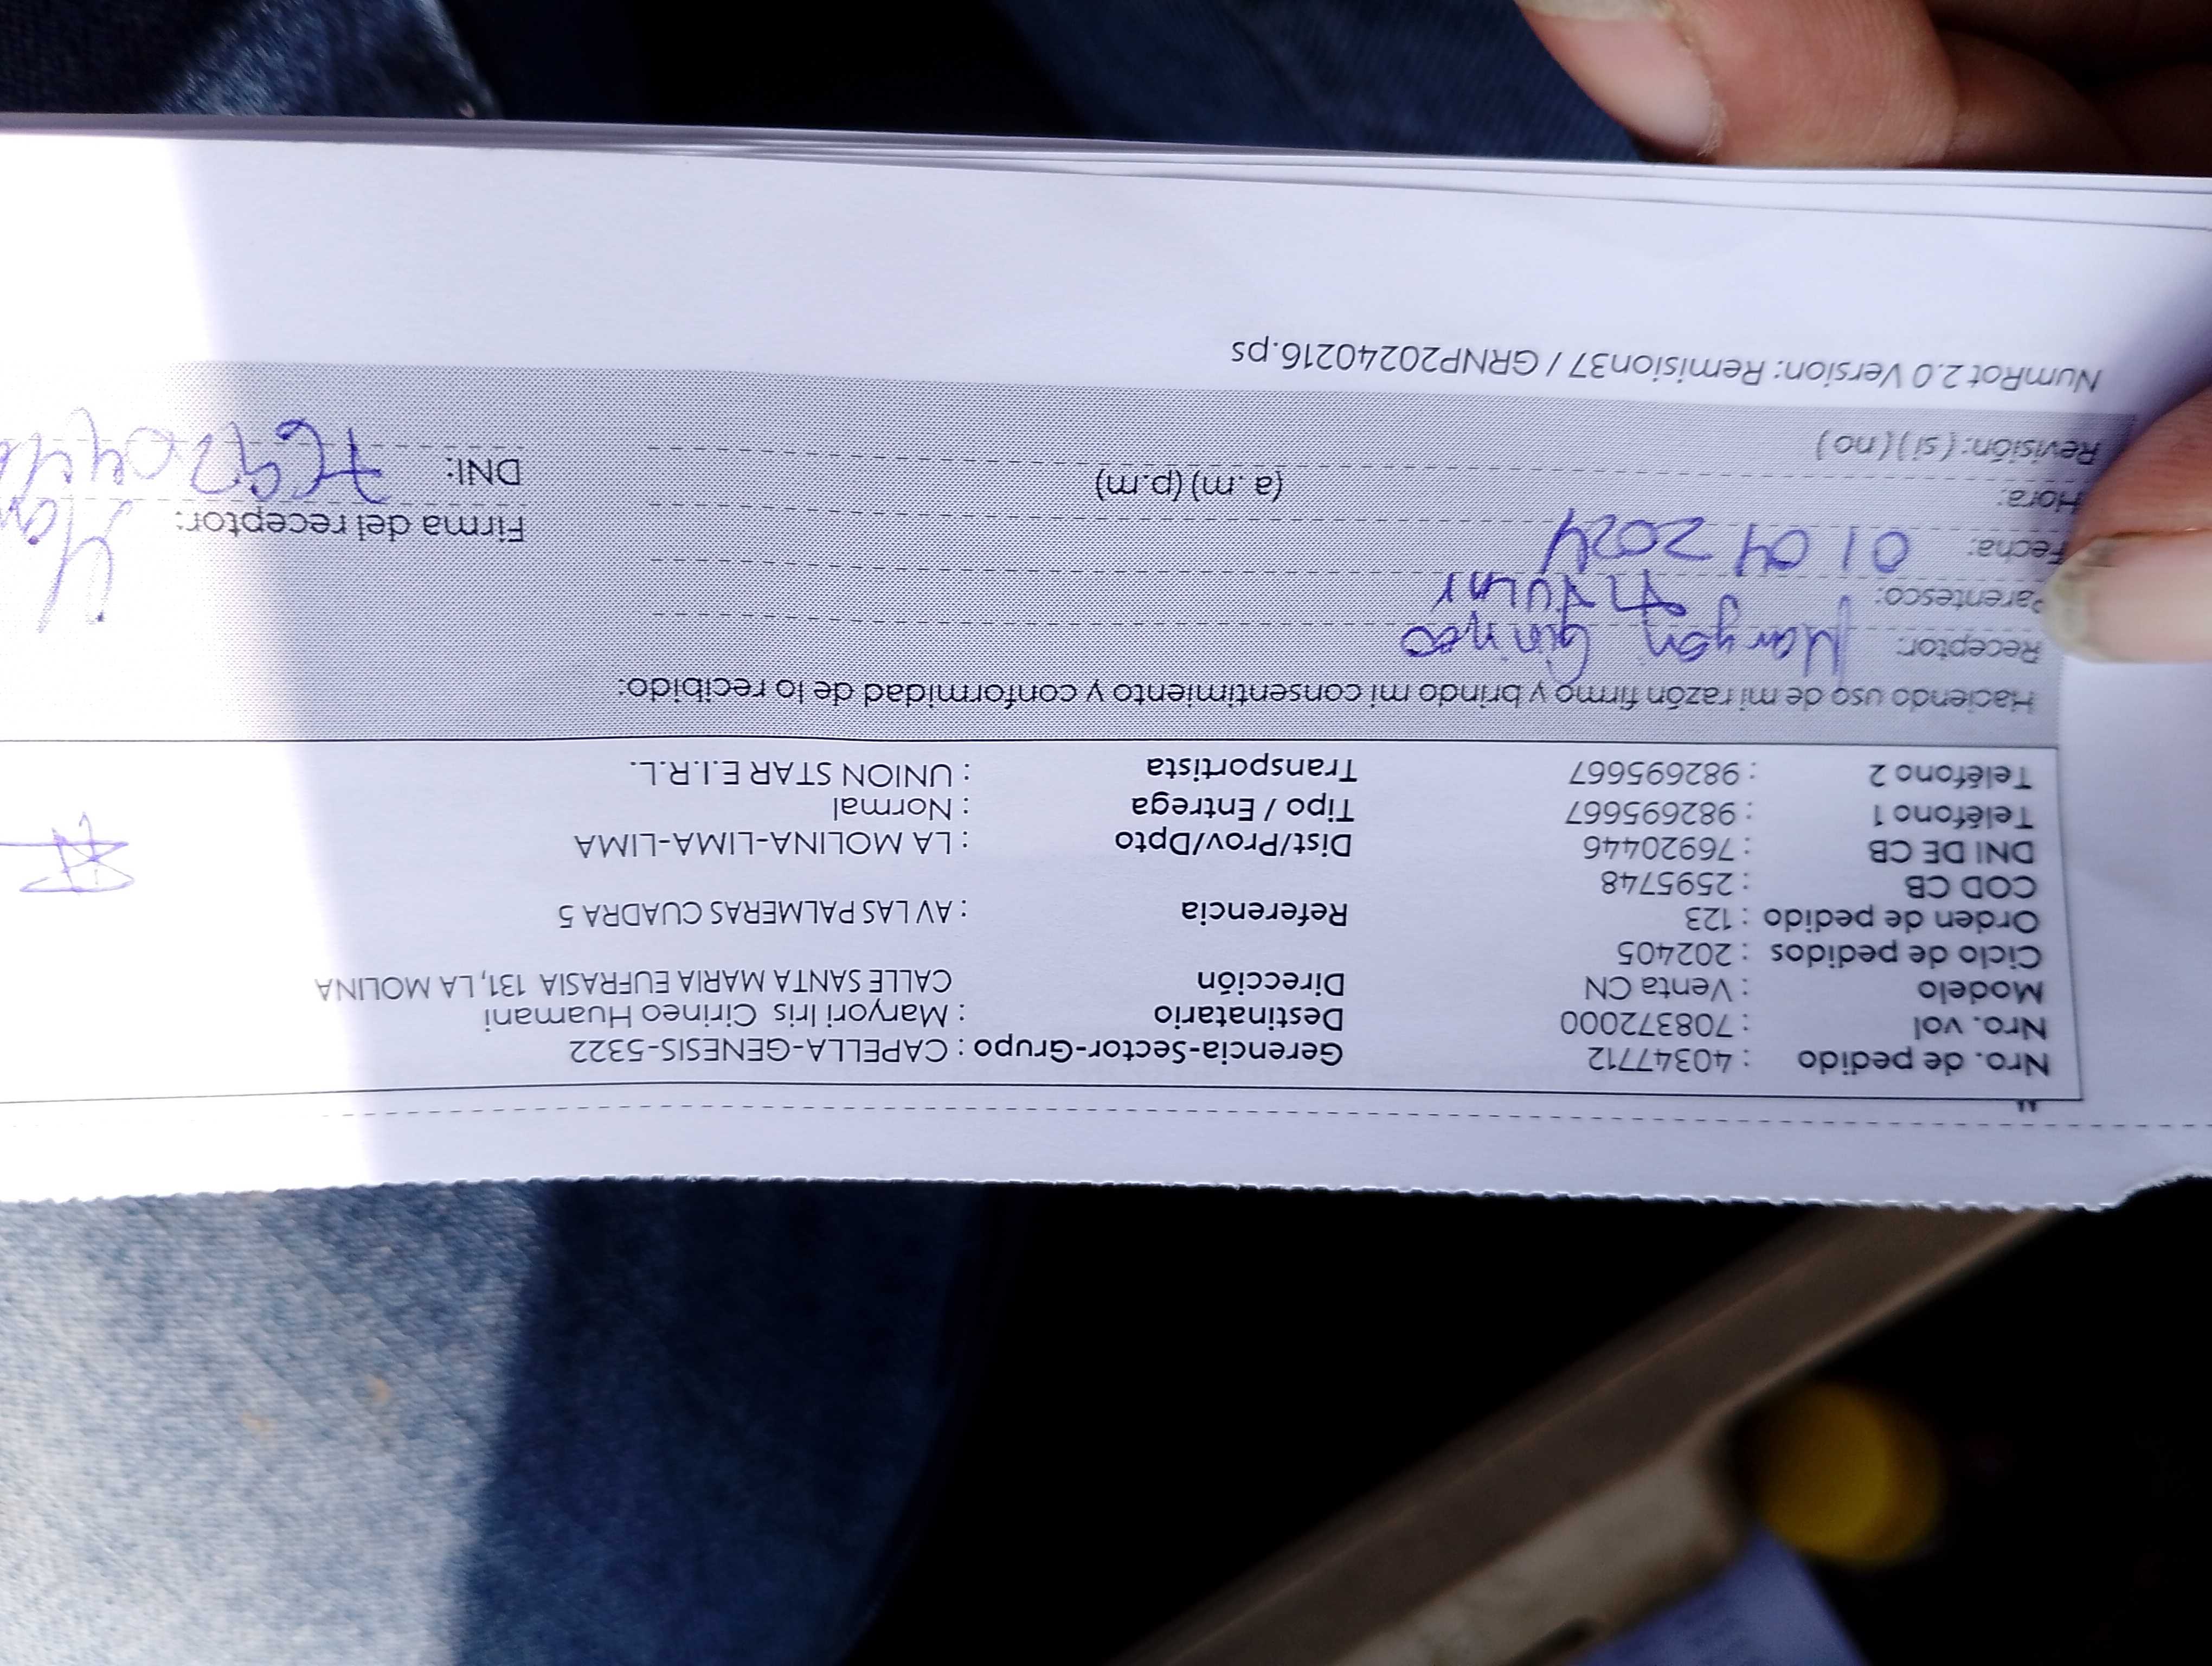 Nro. de pedido : 40347712 Gerencia-Sector-Grupo : CAPELLA-GENESIS-5322
Nro. vol : 708372000 Destinatario : Maryori Iris Cirineo Huamani
Modelo : Venta CN Dirección CALLE SANTA MARIA EUFRASIA 131, LA MOLINA
Ciclo de pedidos : 202405
Orden de pedido : 123 Referencia : AV LAS PALMERAS CUADRA 5
COD CB : 2595748
DNI DE CB : 76920446 Dist/Prov/Dpto : LA MOLINA-LIMA-LIMA
Teléfono 1 : 982695667 Tipo / Entrega : Normal
Teléfono 2 : 982695667 Transportista : UNION STAR E.I.R.L.
Haciendo uso de mi razón firmo y brindo mi consentimiento y conformidad de lo recibido:
Receptor: Cirineo
Parentesco: titular
Fecha: 01 04 2024 Firma del receptor:
Hora: (a.m) (p.m) DNI: 7692044
Revisión: (si) (no)
NumRot 2.0 Version: Remision37 / GRNP20240216.ps